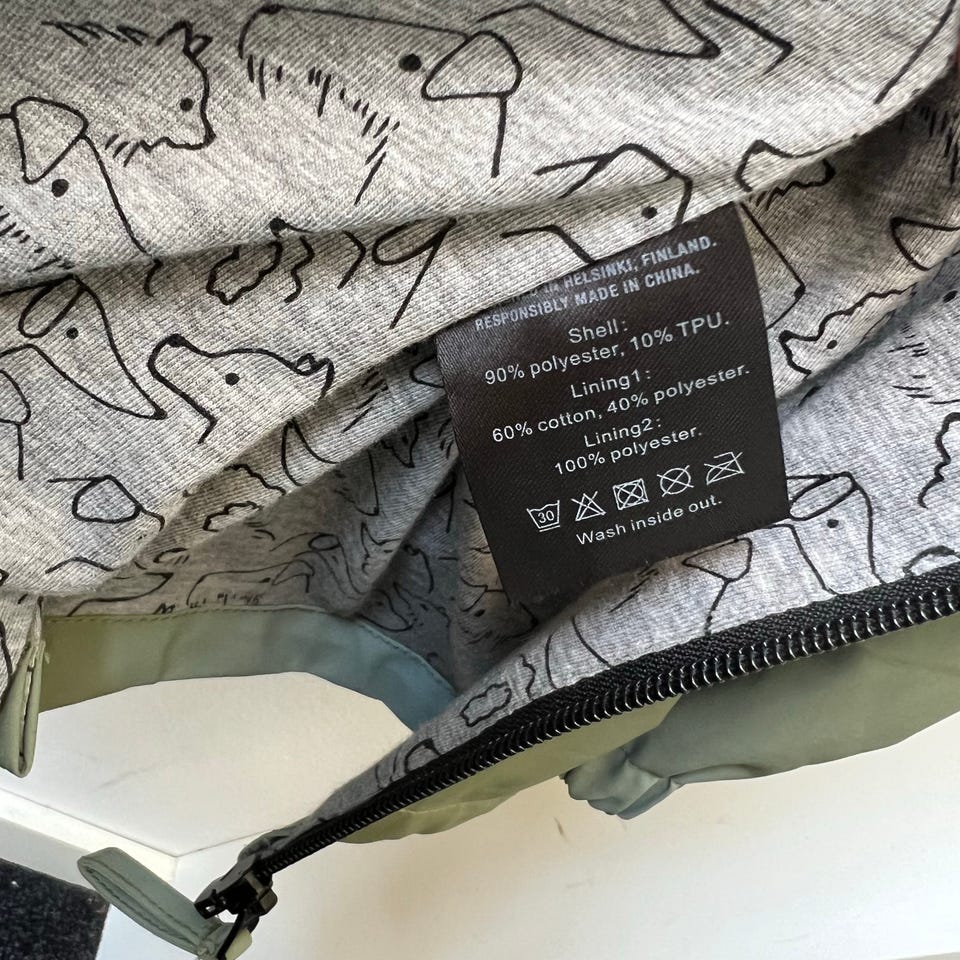 HELSINKI, FINLAND.
RESPONSIBLY MADE IN CHINA.
Shell:
90% polyester, 10% TPU.
Lining1:
60% cotton, 40% polyester.
Lining2:
100% polyester.
30
Wash inside out.